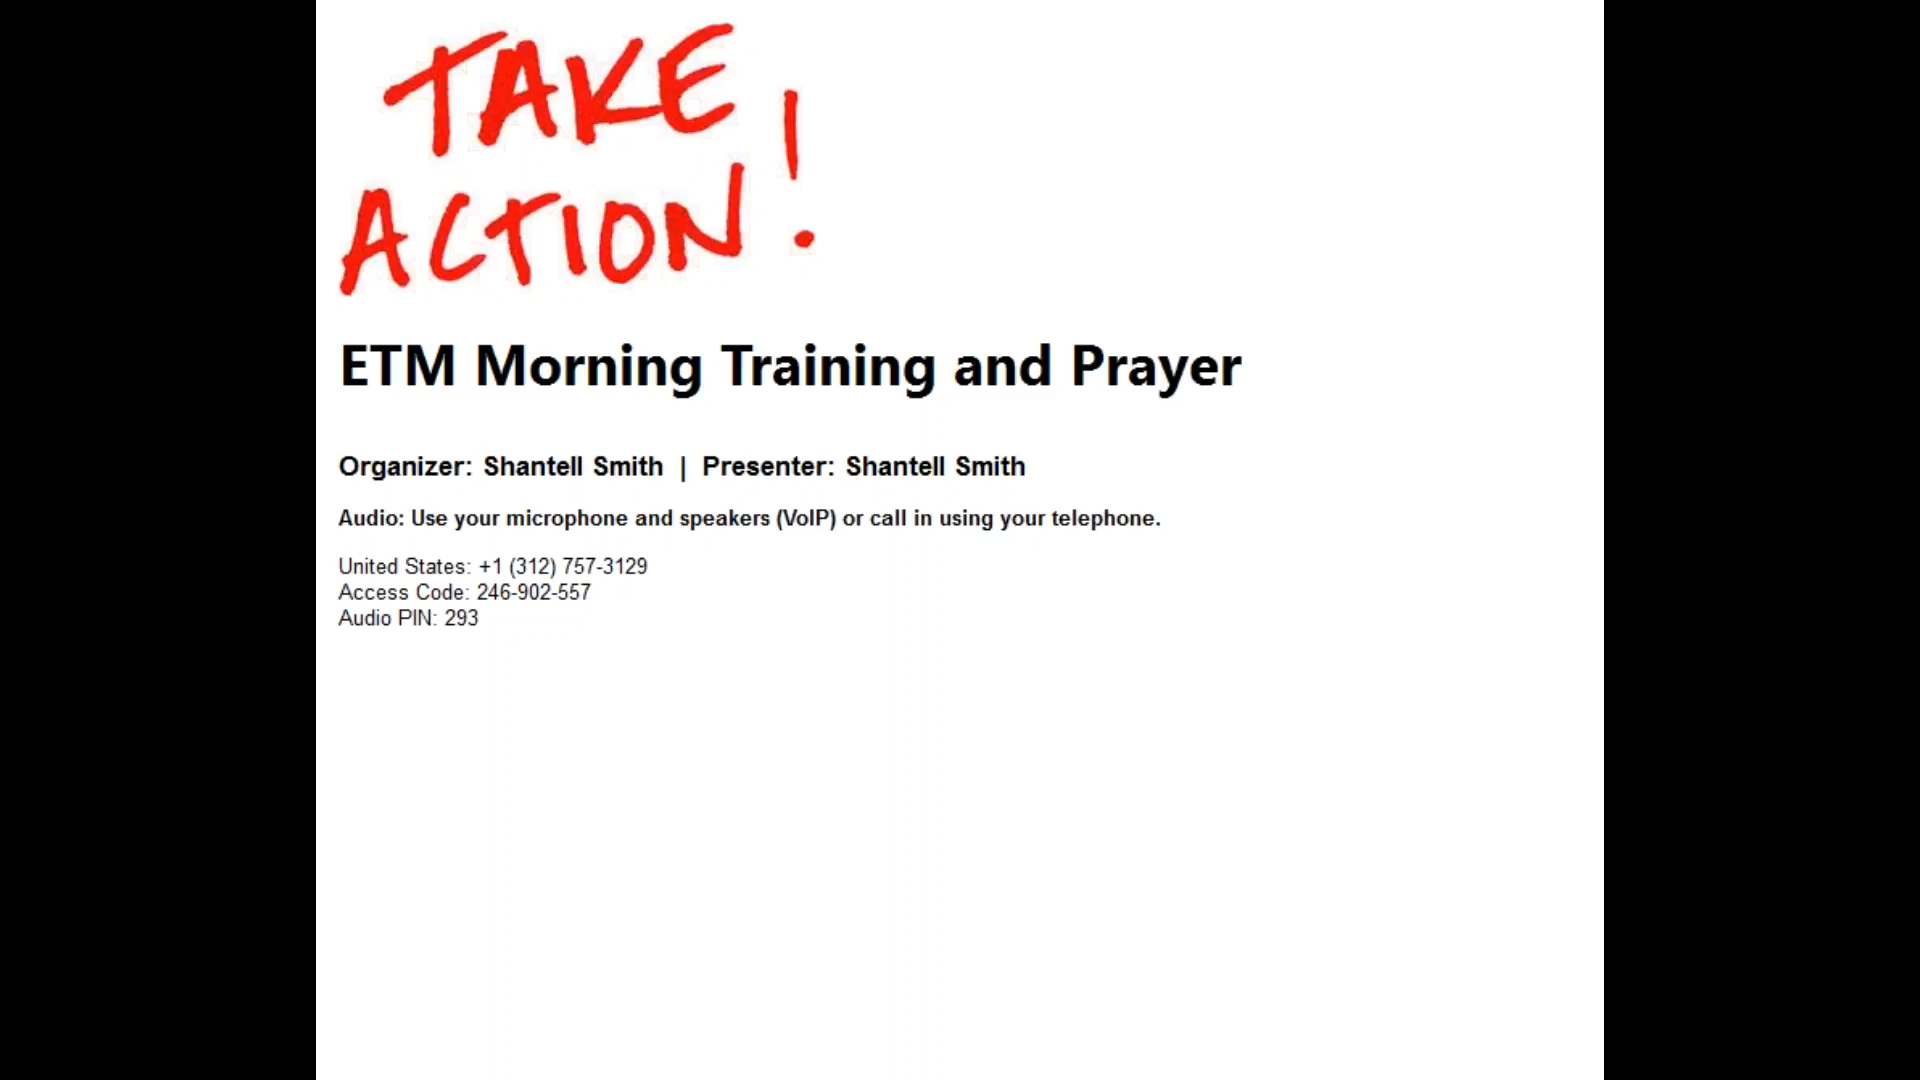 TAKE
ACTION!
ETM Morning Training and Prayer
Organizer: Shantell Smith | Presenter: Shantell Smith
Audio: Use your microphone and speakers (VoIP) or call in using your telephone.
United States: +1 (312) 757-3129
Access Code: 246-902-557
Audio PIN: 293